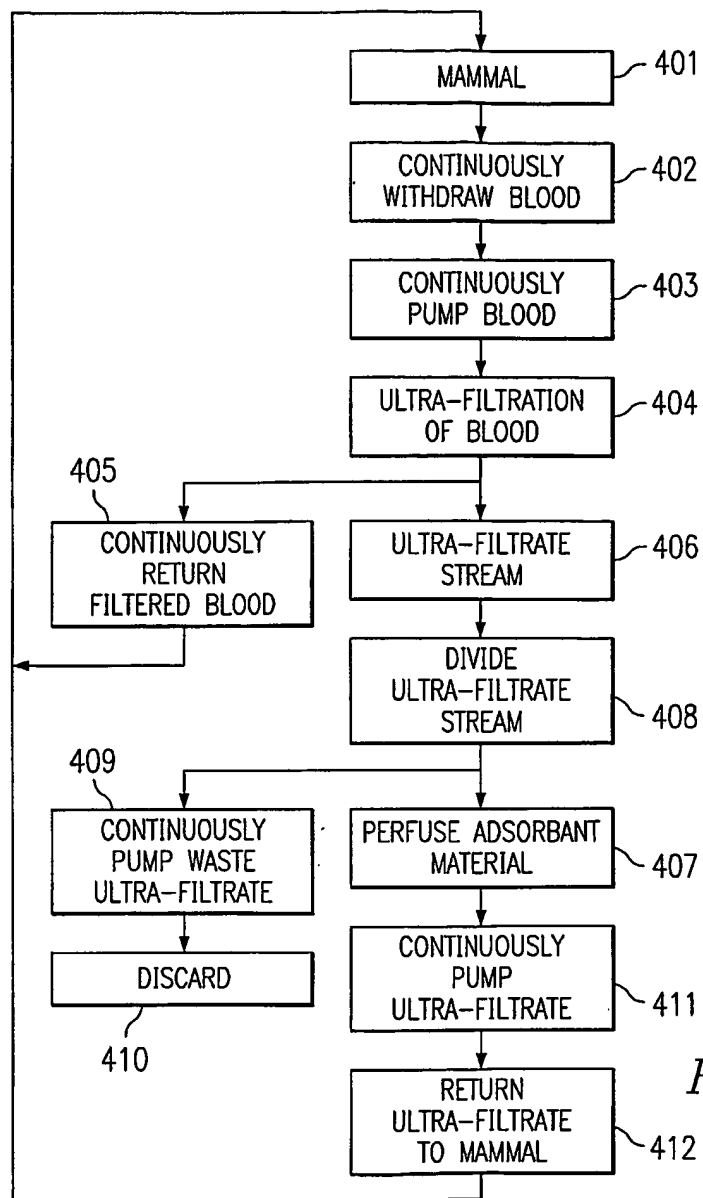 MAMMAL
401
CONTINUOUSLY
WITHDRAW BLOOD
402
CONTINUOUSLY
PUMP BLOOD
403
ULTRA-FILTRATION
OF BLOOD
404
405
CONTINUOUSLY
RETURN
FILTERED BLOOD
ULTRA-FILTRATE
STREAM
406
DIVIDE
ULTRA-FILTRATE
STREAM
408
409
CONTINUOUSLY
PUMP WASTE
ULTRA-FILTRATE
PERFUSE ADSORBANT
MATERIAL
407
DISCARD
410
CONTINUOUSLY
PUMP
ULTRA-FILTRATE
411
RETURN
ULTRA-FILTRATE
TO MAMMAL
412